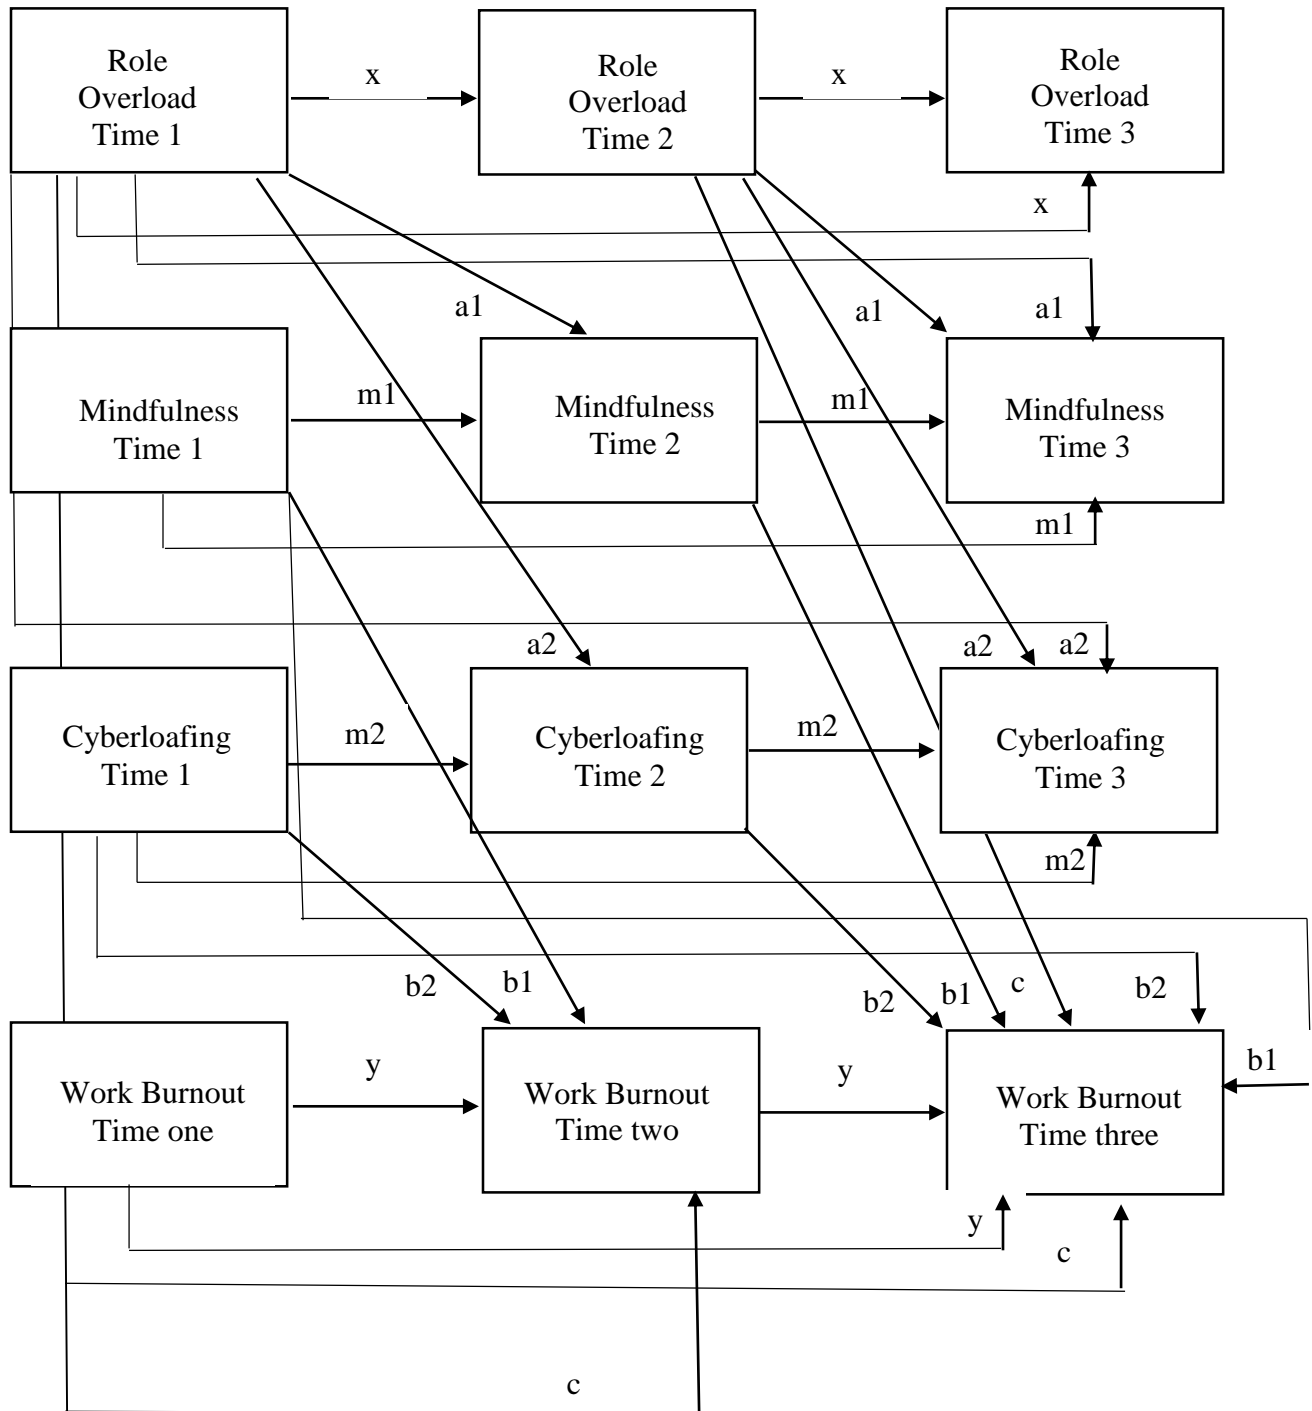 Role
Overload
Time 1
x
Role
Overload
Time 2
x
Role
Overload
Time 3
x
a1
a1
a1
Mindfulness
Time 1
m1
Mindfulness
Time 2
m1
Mindfulness
Time 3
m1
a2
a2
a2
Cyberloafing
Time 1
m2
Cyberloafing
Time 2
m2
Cyberloafing
Time 3
m2
b2
b1
b2
b1
c
b2
b1
Work Burnout
Time one
y
Work Burnout
Time two
y
Work Burnout
Time three
y
c
c